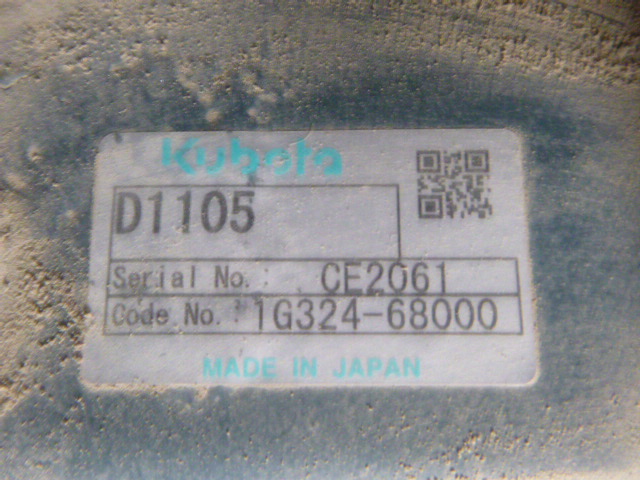 Kubota
D1105
Serial No.: CE2061
Code No.: 1G324-68000
MADE IN JAPAN